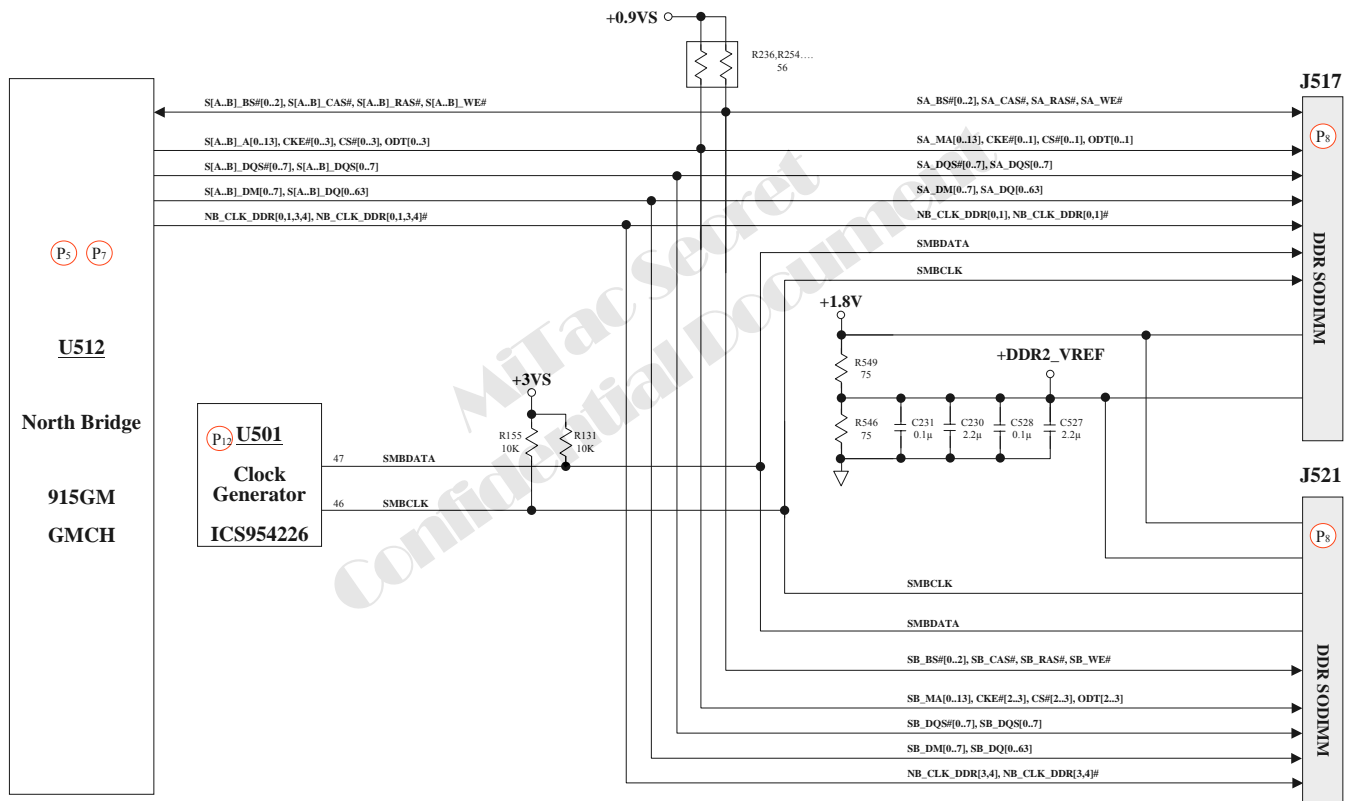 +0.9VS
R236,R254....
56
J517
S[A..B]_BS#[0..2], S[A..B]_CAS#, S[A..B]_RAS#, S[A..B]_WE#
SA_BS#[0..2], SA_CAS#, SA_RAS#, SA_WE#
P8
S[A..B]_A[0..13], CKE#[0..3], CS#[0..3], ODT[0..3]
SA_MA[0..13], CKE#[0..1], CS#[0..1], ODT[0..1]
S[A..B]_DQS#[0..7], S[A..B]_DQS[0..7]
SA_DQS#[0..7], SA_DQS[0..7]
S[A..B]_DM[0..7], S[A..B]_DQ[0..63]
SA_DM[0..7], SA_DQ[0..63]
NB_CLK_DDR[0,1,3,4], NB_CLK_DDR[0,1,3,4]#
NB_CLK_DDR[0,1], NB_CLK_DDR[0,1]#
P5 P7
SMBDATA
SMBCLK
DDR SODIMM
MiTac Secret
Confidential Document
+1.8V
U512
R549
75
+DDR2_VREF
+3VS
North Bridge
R546
75
C231
0.1µ
C230
2.2µ
C528
0.1µ
C527
2.2µ
P12 U501
R155
10K
R131
10K
47 SMBDATA
Clock
Generator
J521
915GM
46 SMBCLK
GMCH
ICS954226
P8
SMBCLK
SMBDATA
DDR SODIMM
SB_BS#[0..2], SB_CAS#, SB_RAS#, SB_WE#
SB_MA[0..13], CKE#[2..3], CS#[2..3], ODT[2..3]
SB_DQS#[0..7], SB_DQS[0..7]
SB_DM[0..7], SB_DQ[0..63]
NB_CLK_DDR[3,4], NB_CLK_DDR[3,4]#